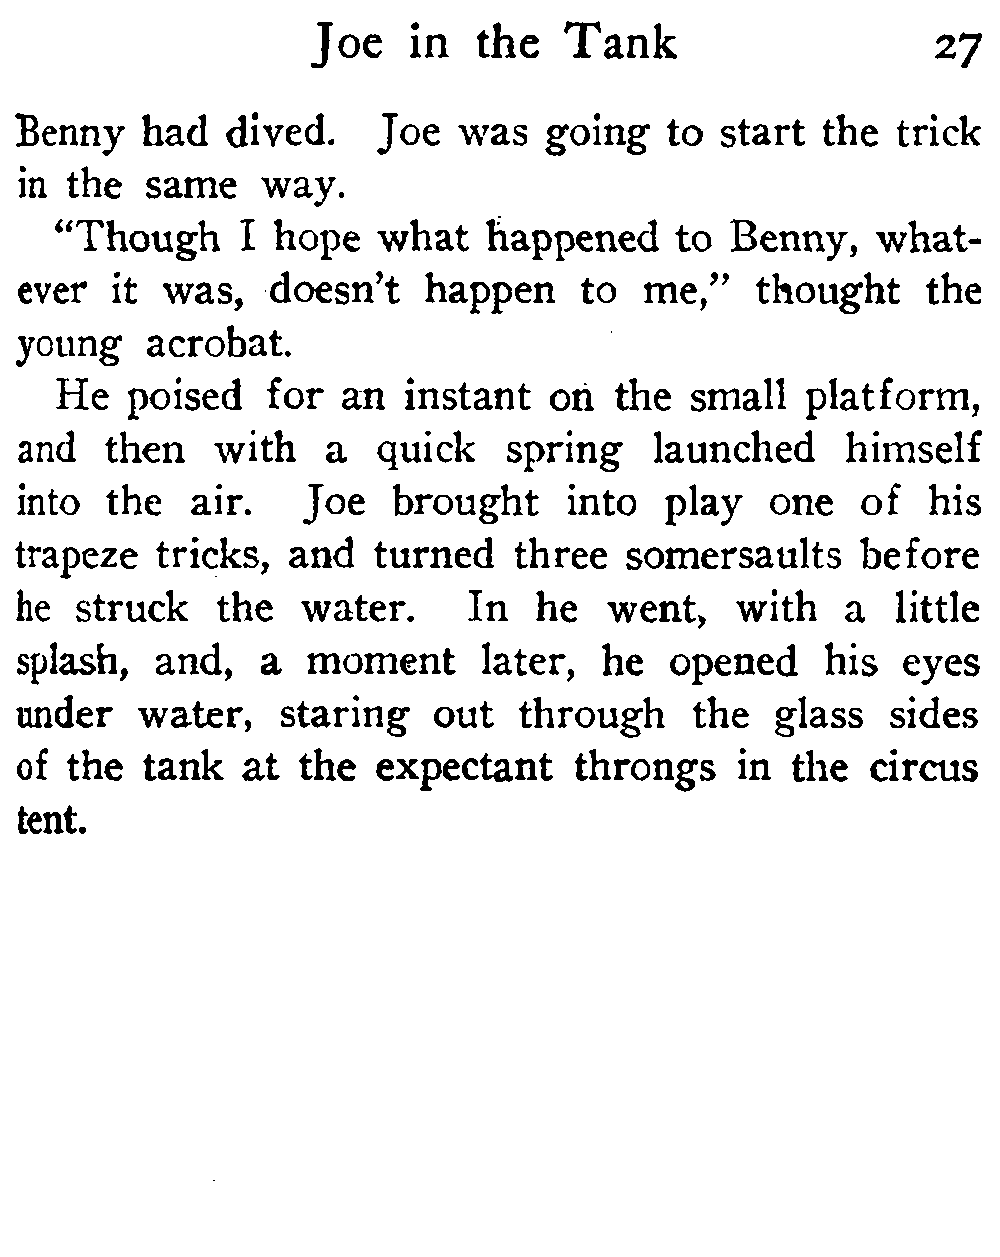 Joe in the Tank 27
Benny had dived. Joe was going to start the trick
in the same way.
“Though I hope what happened to Benny, what-
ever it was, doesn’t happen to me,” thought the
young acrobat.
He poised for an instant on the small platform,
and then with a quick spring launched himself
into the air. Joe brought into play one of his
trapeze tricks, and turned three somersaults before
he struck the water. In he went, with a little
splash, and, a moment later, he opened his eyes
under water, staring out through the glass sides
of the tank at the expectant throngs in the circus
tent.